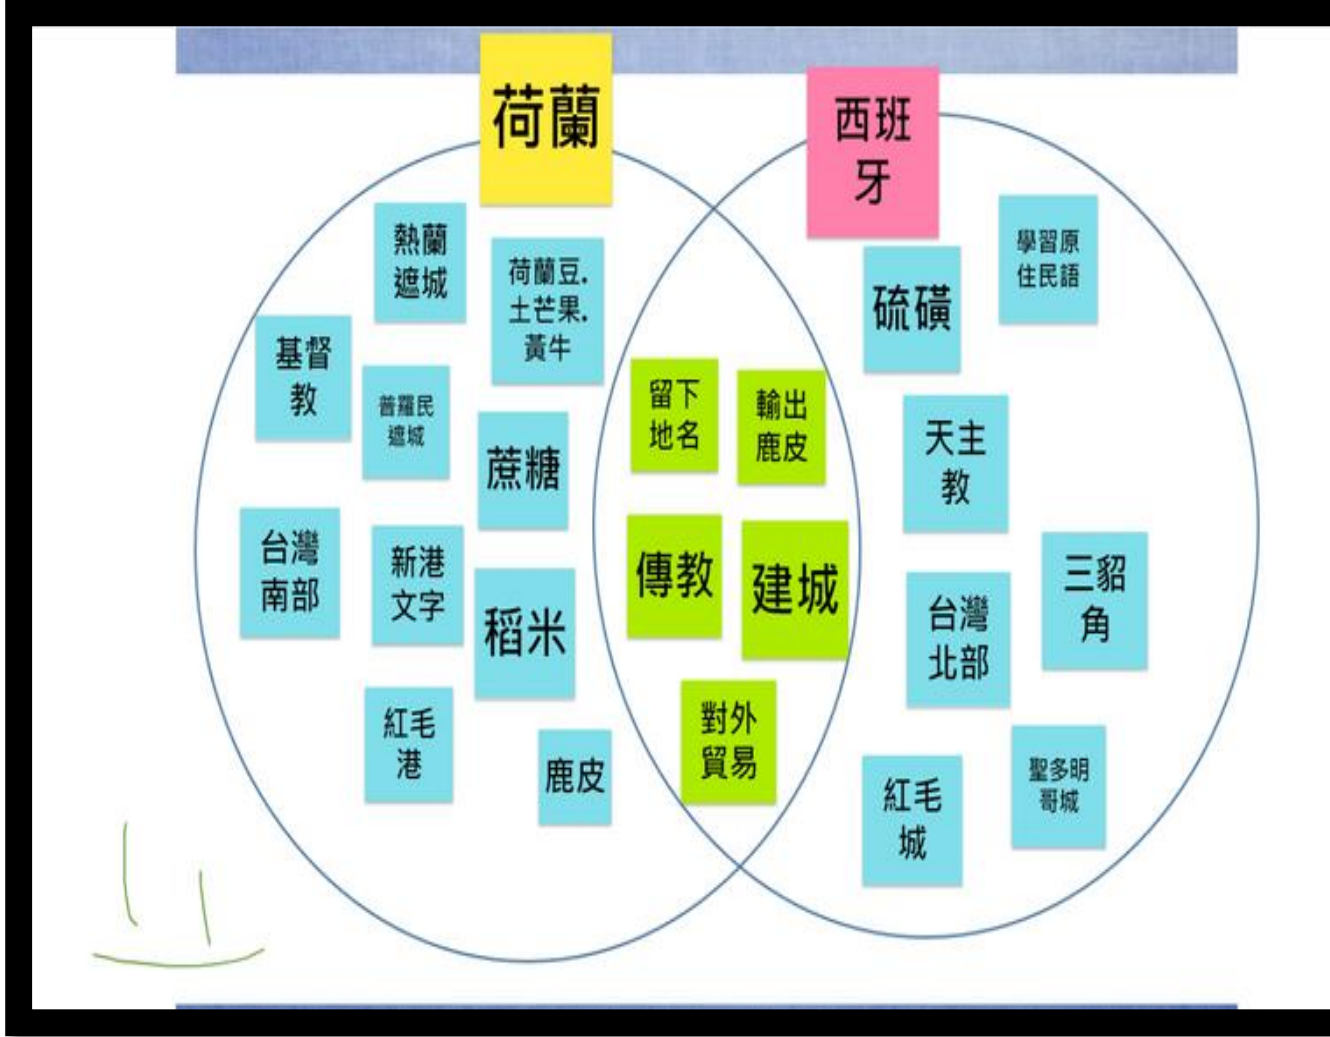 荷蘭
西班
牙
熱蘭
遮城
荷蘭豆.
土芒果.
黃牛
基督
教
普羅民
遮城
蔗糖
台灣
南部
新港
文字
稻米
紅毛
港
鹿皮
留下
地名
輸出
鹿皮
傳教
建城
對外
貿易
硫磺
學習原
住民語
天主
教
台灣
北部
三貂
角
紅毛
城
聖多明
哥城